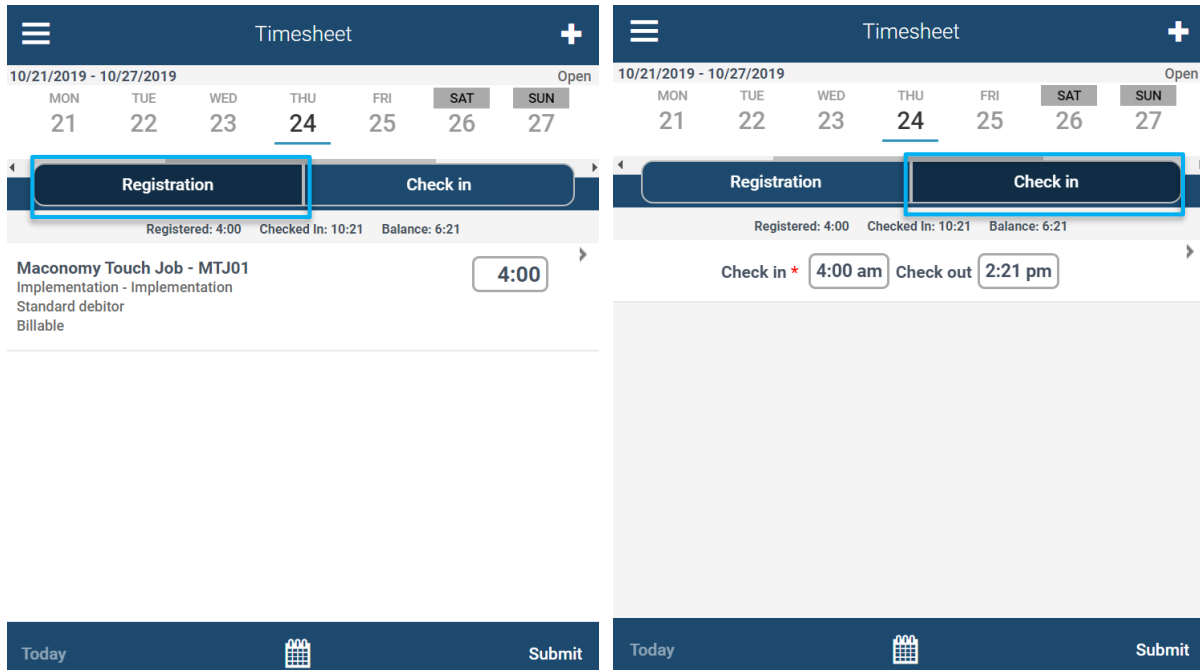 Timesheet
10/21/2019 - 10/27/2019 Open
MON TUE WED THU FRI SAT SUN
21 22 23 24 25 26 27
Registration Check in
Registered: 4:00 Checked In: 10:21 Balance: 6:21
Maconomy Touch Job - MTJ01 4:00
Implementation - Implementation
Standard debitor
Billable
Today Submit
Timesheet
10/21/2019 - 10/27/2019 Open
MON TUE WED THU FRI SAT SUN
21 22 23 24 25 26 27
Registration Check in
Registered: 4:00 Checked In: 10:21 Balance: 6:21
Check in * 4:00 am Check out 2:21 pm
Today Submit